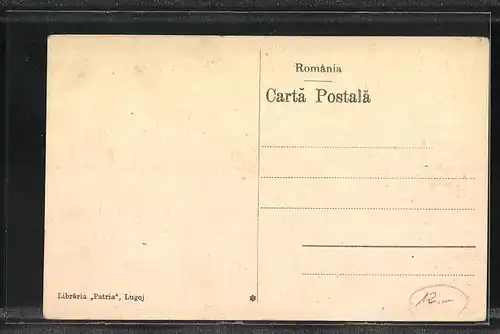 România
Cartă Postală
Librăria „Patria“, Lugoj
12.-